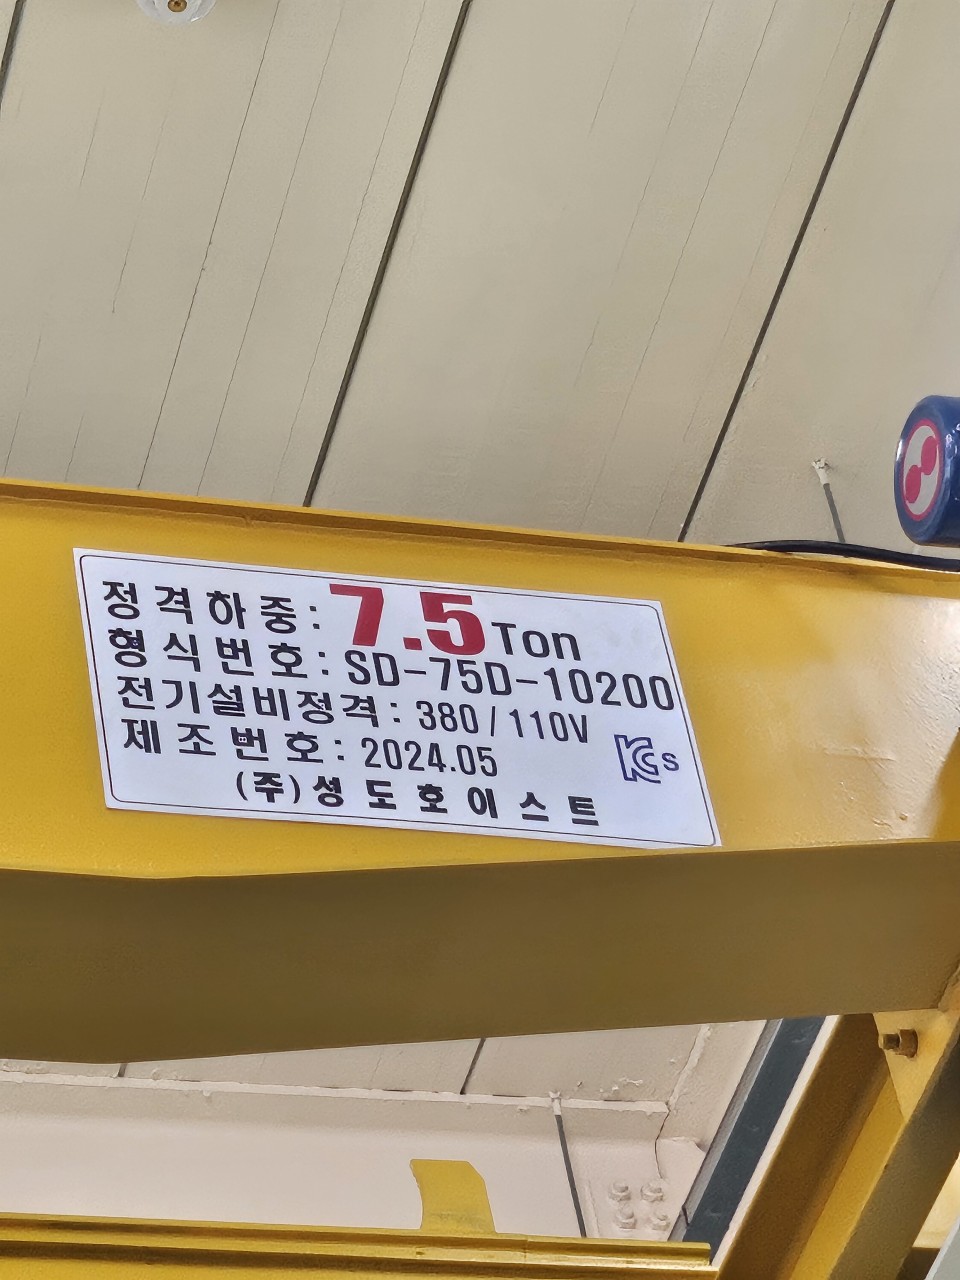 정격하중 : 7.5 Ton
형식번호 : SD-75D-10200
전기설비정격 : 380/110V
제조번호 : 2024.05
KCs
(주)성도호이스트